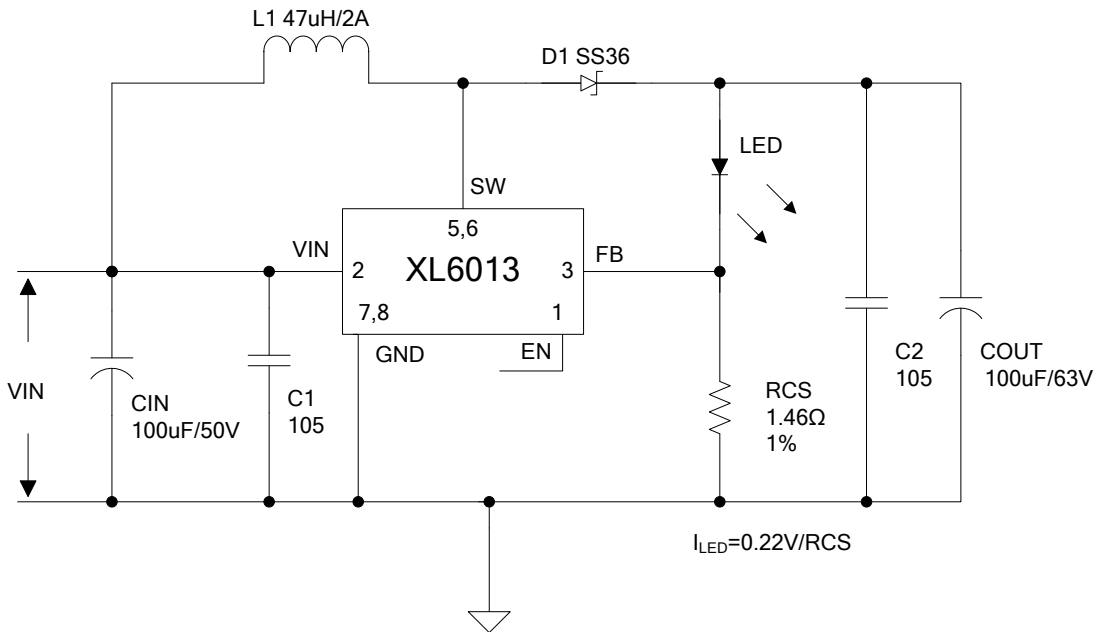 L1 47uH/2A
D1 SS36
LED
SW
5,6
VIN
2
XL6013
3
FB
7,8
1
GND
EN
VIN
CIN
100uF/50V
C1
105
RCS
1.46Ω
1%
C2
105
COUT
100uF/63V
I_LED=0.22V/RCS